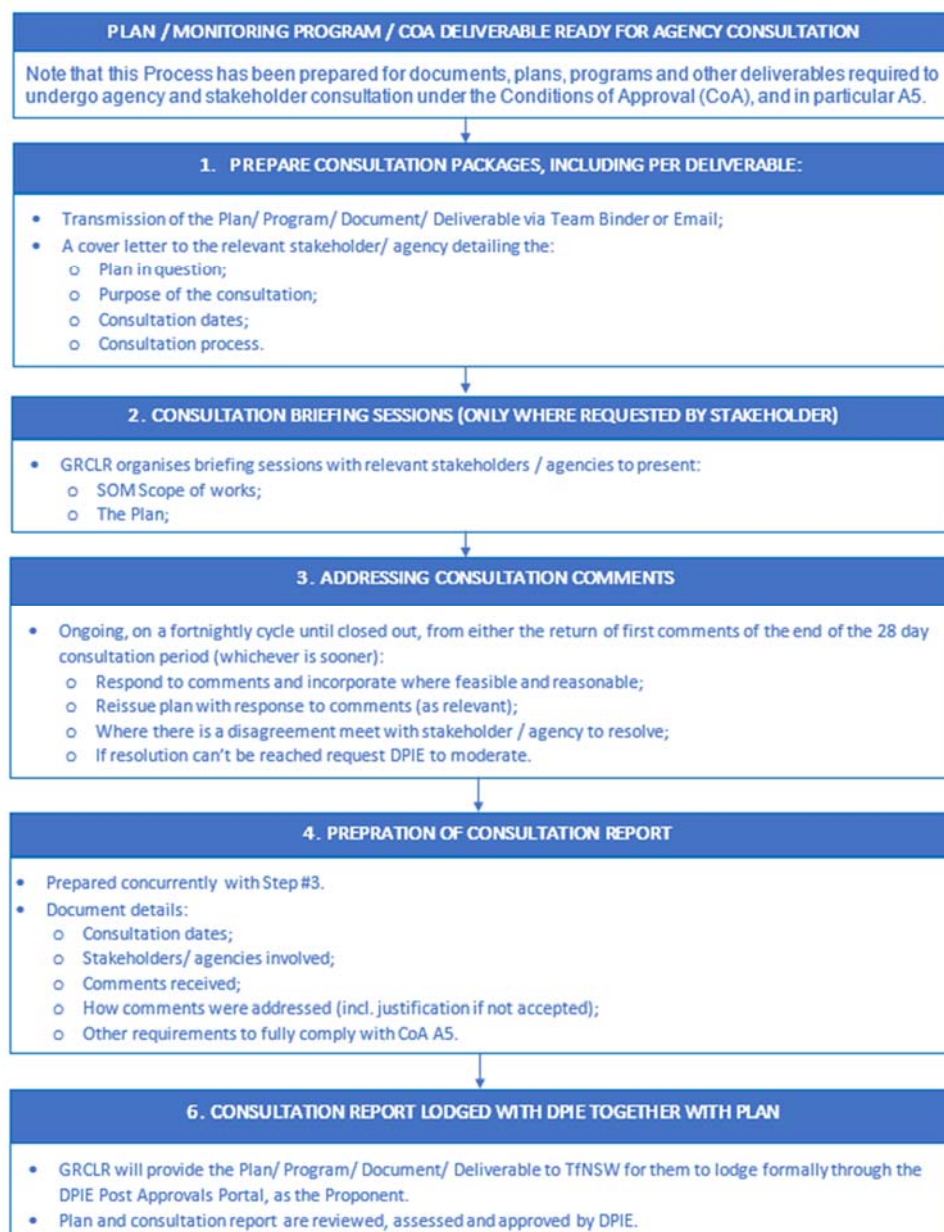 PLAN / MONITORING PROGRAM / COA DELIVERABLE READY FOR AGENCY CONSULTATION
Note that this Process has been prepared for documents, plans, programs and other deliverables required to
undergo agency and stakeholder consultation under the Conditions of Approval (CoA), and in particular A5.
1. PREPARE CONSULTATION PACKAGES, INCLUDING PER DELIVERABLE:
• Transmission of the Plan/ Program/ Document/ Deliverable via Team Binder or Email;
• A cover letter to the relevant stakeholder/ agency detailing the:
o Plan in question;
o Purpose of the consultation;
o Consultation dates;
o Consultation process.
2. CONSULTATION BRIEFING SESSIONS (ONLY WHERE REQUESTED BY STAKEHOLDER)
• GRCLR organises briefing sessions with relevant stakeholders / agencies to present:
o SOM Scope of works;
o The Plan;
3. ADDRESSING CONSULTATION COMMENTS
• Ongoing, on a fortnightly cycle until closed out, from either the return of first comments of the end of the 28 day
consultation period (whichever is sooner):
o Respond to comments and incorporate where feasible and reasonable;
o Reissue plan with response to comments (as relevant);
o Where there is a disagreement meet with stakeholder / agency to resolve;
o If resolution can't be reached request DPIE to moderate.
4. PREPRATION OF CONSULTATION REPORT
• Prepared concurrently with Step #3.
• Document details:
o Consultation dates;
o Stakeholders/ agencies involved;
o Comments received;
o How comments were addressed (incl. justification if not accepted);
o Other requirements to fully comply with CoA A5.
6. CONSULTATION REPORT LODGED WITH DPIE TOGETHER WITH PLAN
• GRCLR will provide the Plan/ Program/ Document/ Deliverable to TfNSW for them to lodge formally through the
DPIE Post Approvals Portal, as the Proponent.
• Plan and consultation report are reviewed, assessed and approved by DPIE.